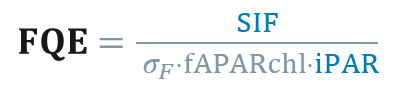 FQE = SIF
σF·fAPARchl·iPAR